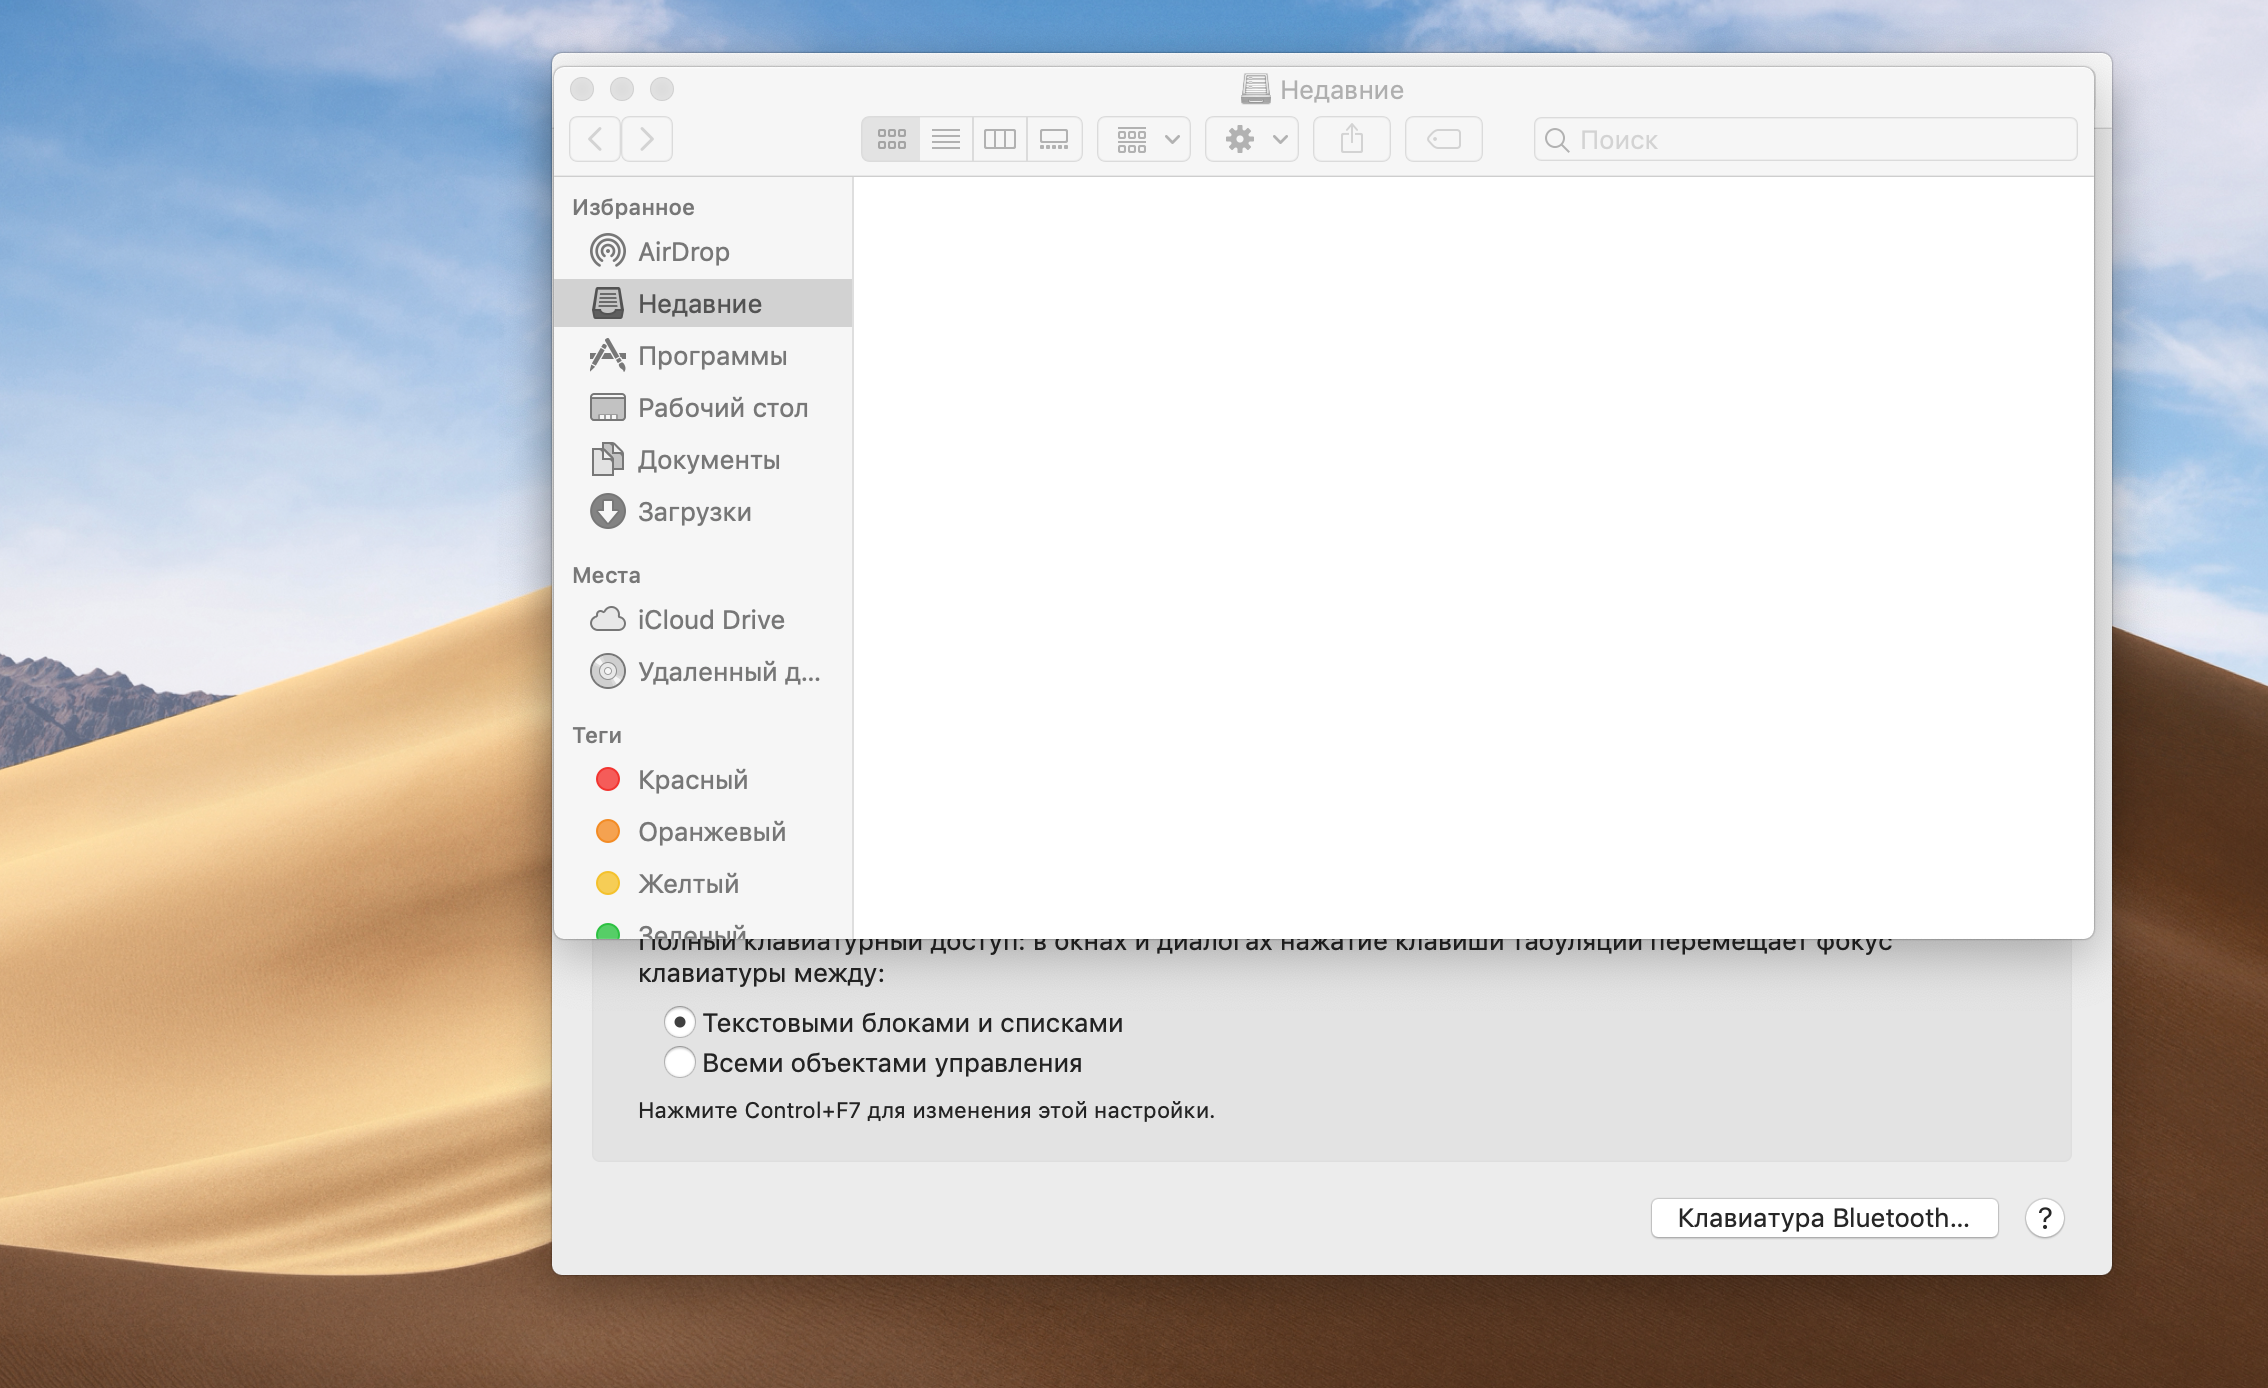 Недавние
Поиск
Избранное
AirDrop
Недавние
Программы
Рабочий стол
Документы
Загрузки
Места
iCloud Drive
Удаленный д...
Теги
Красный
Оранжевый
Желтый
Зеленый
Полный клавиатурный доступ: в окнах и диалогах нажатие клавиши табуляции перемещает фокус
клавиатуры между:
Текстовыми блоками и списками
Всеми объектами управления
Нажмите Control+F7 для изменения этой настройки.
Клавиатура Bluetooth...
?